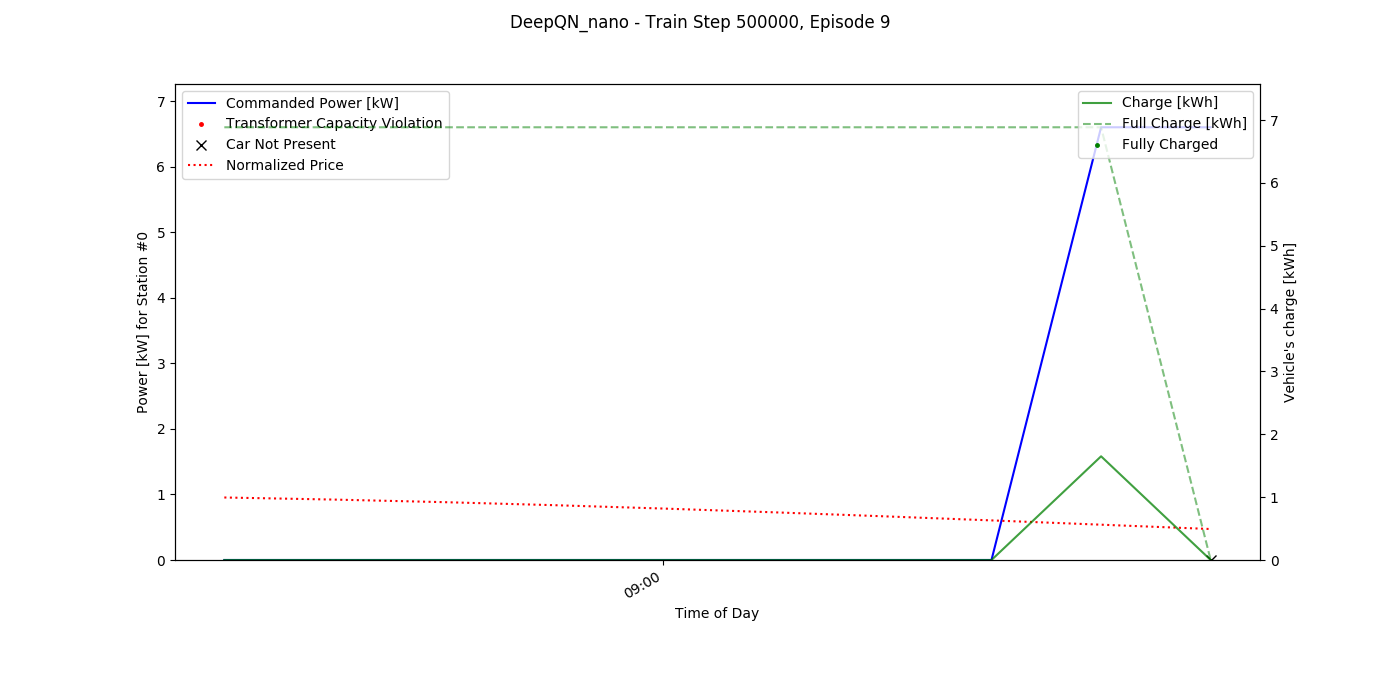 DeepQN_nano - Train Step 500000, Episode 9
Commanded Power [kW]
Transformer Capacity Violation
Car Not Present
Normalized Price
Charge [kWh]
Full Charge [kWh]
Fully Charged
Power [kW] for Station #0
7
6
5
4
3
2
1
0
Vehicle's charge [kWh]
7
6
5
4
3
2
1
0
09:00
Time of Day